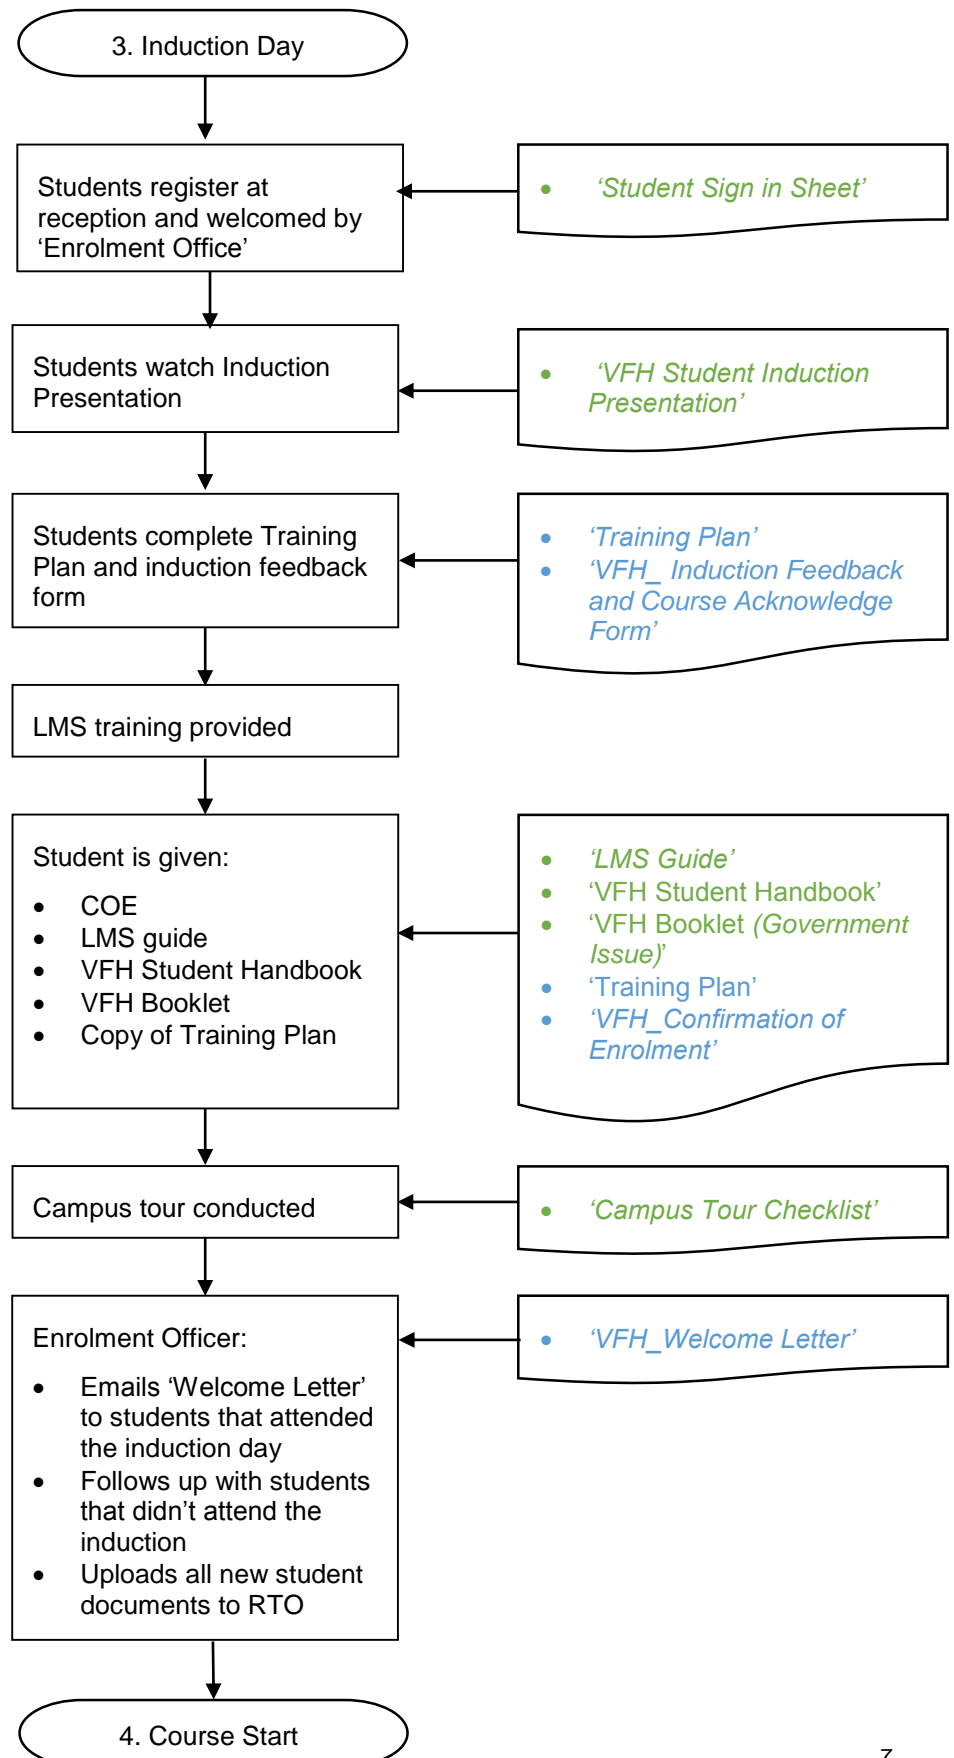 3. Induction Day
Students register at
reception and welcomed by
‘Enrolment Office’
• ‘Student Sign in Sheet’
Students watch Induction
Presentation
• ‘VFH Student Induction
Presentation’
Students complete Training
Plan and induction feedback
form
• ‘Training Plan’
• ‘VFH_ Induction Feedback
and Course Acknowledge
Form’
LMS training provided
Student is given:
• COE
• LMS guide
• VFH Student Handbook
• VFH Booklet
• Copy of Training Plan
• ‘LMS Guide’
• ‘VFH Student Handbook’
• ‘VFH Booklet (Government
Issue)’
• ‘Training Plan’
• ‘VFH_Confirmation of
Enrolment’
Campus tour conducted
• ‘Campus Tour Checklist’
Enrolment Officer:
• Emails ‘Welcome Letter’
to students that attended
the induction day
• Follows up with students
that didn’t attend the
induction
• Uploads all new student
documents to RTO
• ‘VFH_Welcome Letter’
4. Course Start
7